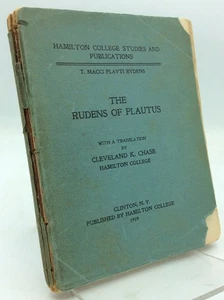 HAMILTON COLLEGE STUDIES AND
PUBLICATIONS
T. MACCI PLAVTI RVDENS
THE
RUDENS OF PLAUTUS
WITH A TRANSLATION
BY
CLEVELAND K. CHASE
HAMILTON COLLEGE
CLINTON, N. Y.
PUBLISHED BY HAMILTON COLLEGE